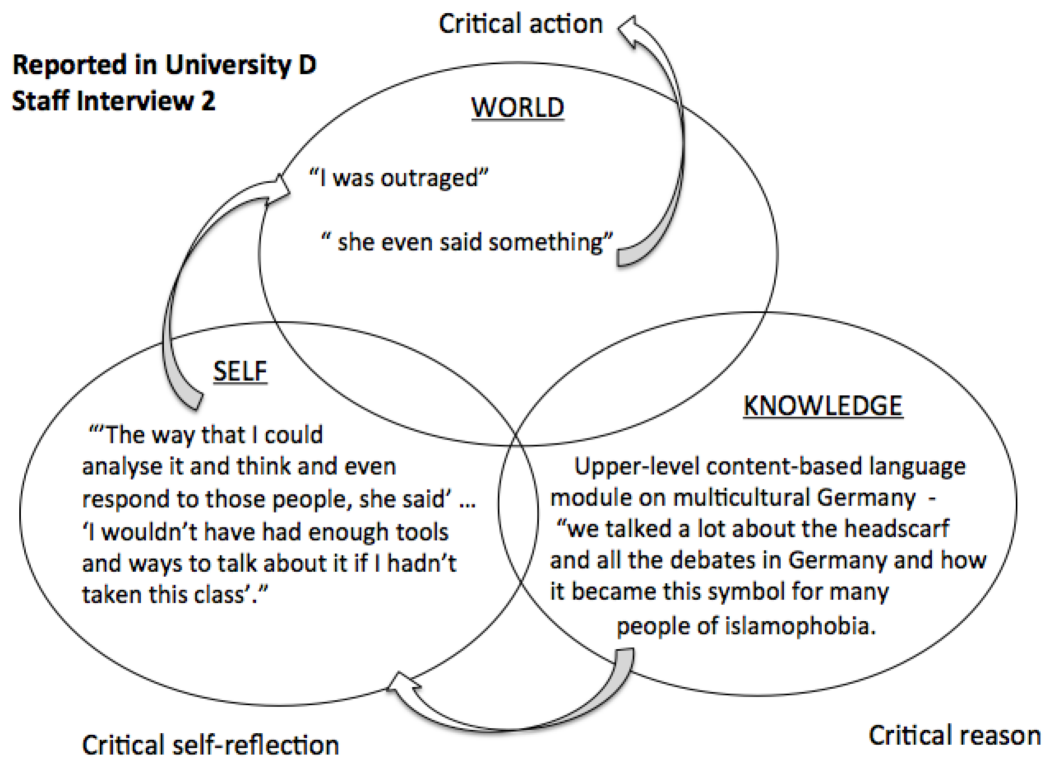 Critical action
Reported in University D
Staff Interview 2
WORLD
“I was outraged”
“ she even said something”
SELF
“’The way that I could
analyse it and think and even
respond to those people, she said’ ...
‘I wouldn’t have had enough tools
and ways to talk about it if I hadn’t
taken this class’.”
KNOWLEDGE
Upper-level content-based language
module on multicultural Germany -
“we talked a lot about the headscarf
and all the debates in Germany and how
it became this symbol for many
people of islamophobia.
Critical self-reflection
Critical reason